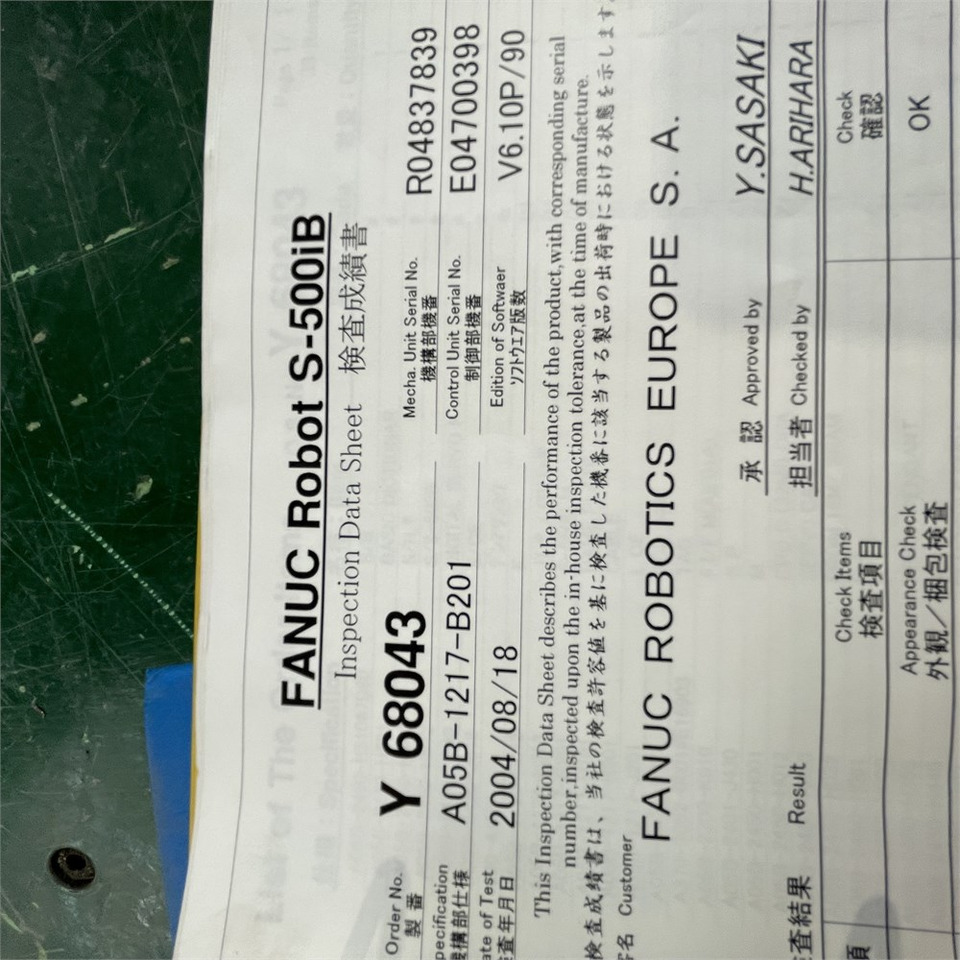 FANUC Robot S-500iB
Inspection Data Sheet 検査成績書
Order No. Y 68043
製 番
Mecha. Unit Serial No. R04837839
機構部機番
pecification A05B-1217-B201
機構部仕様
Control Unit Serial No. E04700398
制御部機番
ate of Test 2004/08/18
査年月日
Edition of Softwaer V6.10P/90
ソフトウエア版数
This Inspection Data Sheet describes the performance of the product,with corresponding serial
number,inspected upon the in-house inspection tolerance,at the time of manufacture.
検査成績書は、当社の検査許容値を基に検査した機番に該当する製品の出荷時における状態を示します
客名 Customer
FANUC ROBOTICS EUROPE S. A.
承 認 Approved by Y.SASAKI
査結果 Result
担当者 Checked by H.ARIHARA
項
Check Items
検査項目
Check
確認
Appearance Check
外観／梱包検査
OK